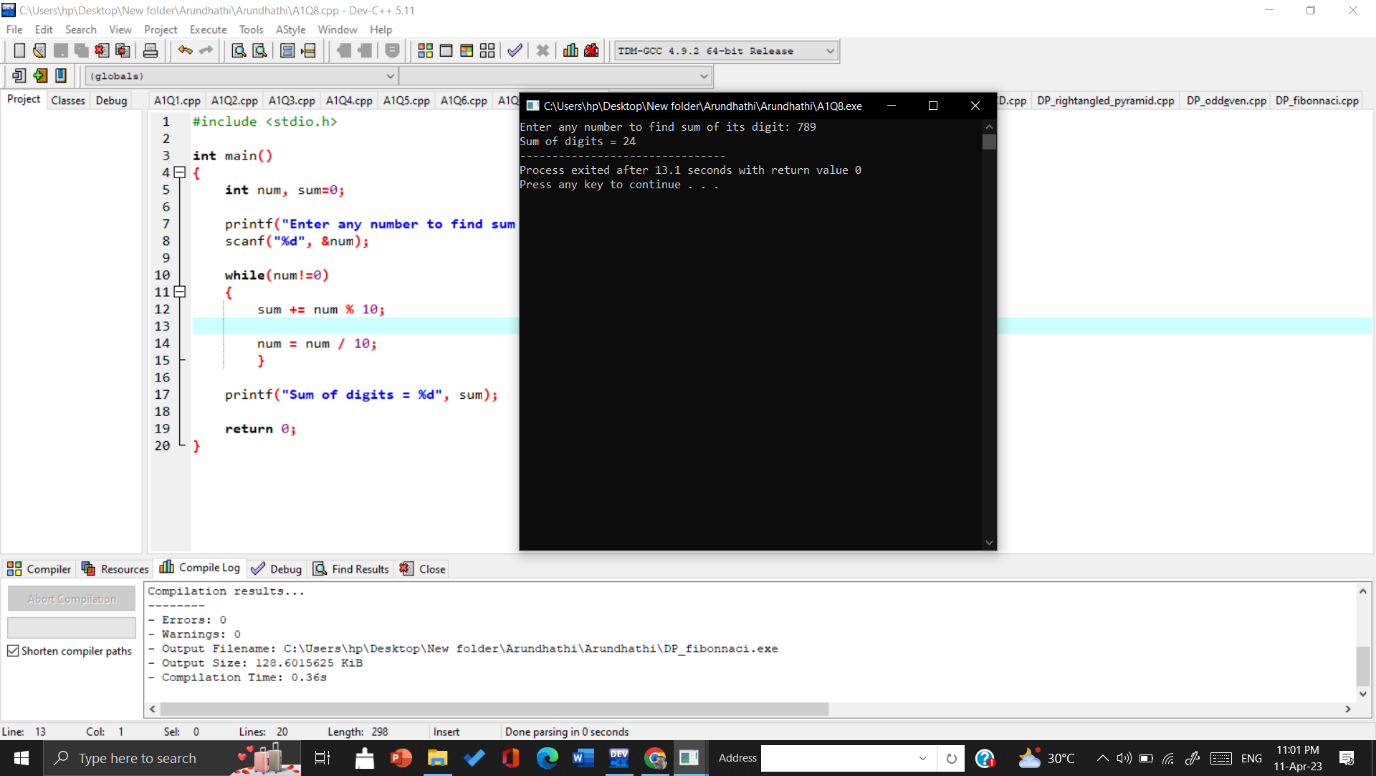 C:\Users\hp\Desktop\New folder\Arundhathi\Arundhathi\A1Q8.cpp - Dev-C++ 5.11
File Edit Search View Project Execute Tools AStyle Window Help
TDM-GCC 4.9.2 64-bit Release
(globals)
Project Classes Debug
A1Q1.cpp A1Q2.cpp A1Q3.cpp A1Q4.cpp A1Q5.cpp A1Q6.cpp A1Q D.cpp DP_rightangled_pyramid.cpp DP_oddeven.cpp DP_fibonnaci.cpp
1 #include <stdio.h>
2
3 int main()
4 {
5 int num, sum=0;
6
7 printf("Enter any number to find sum
8 scanf("%d", &num);
9
10 while(num!=0)
11 {
12 sum += num % 10;
13
14 num = num / 10;
15 }
16
17 printf("Sum of digits = %d", sum);
18
19 return 0;
20 }
C:\Users\hp\Desktop\New folder\Arundhathi\Arundhathi\A1Q8.exe
Enter any number to find sum of its digit: 789
Sum of digits = 24
--------------------------------
Process exited after 13.1 seconds with return value 0
Press any key to continue . . .
Compiler Resources Compile Log Debug Find Results Close
Abort Compilation
Shorten compiler paths
Compilation results...
--------
- Errors: 0
- Warnings: 0
- Output Filename: C:\Users\hp\Desktop\New folder\Arundhathi\Arundhathi\DP_fibonnaci.exe
- Output Size: 128.6015625 KiB
- Compilation Time: 0.36s
Line: 13 Col: 1 Sel: 0 Lines: 20 Length: 298 Insert Done parsing in 0 seconds
Type here to search
Address
30°C
ENG
11:01 PM
11-Apr-23